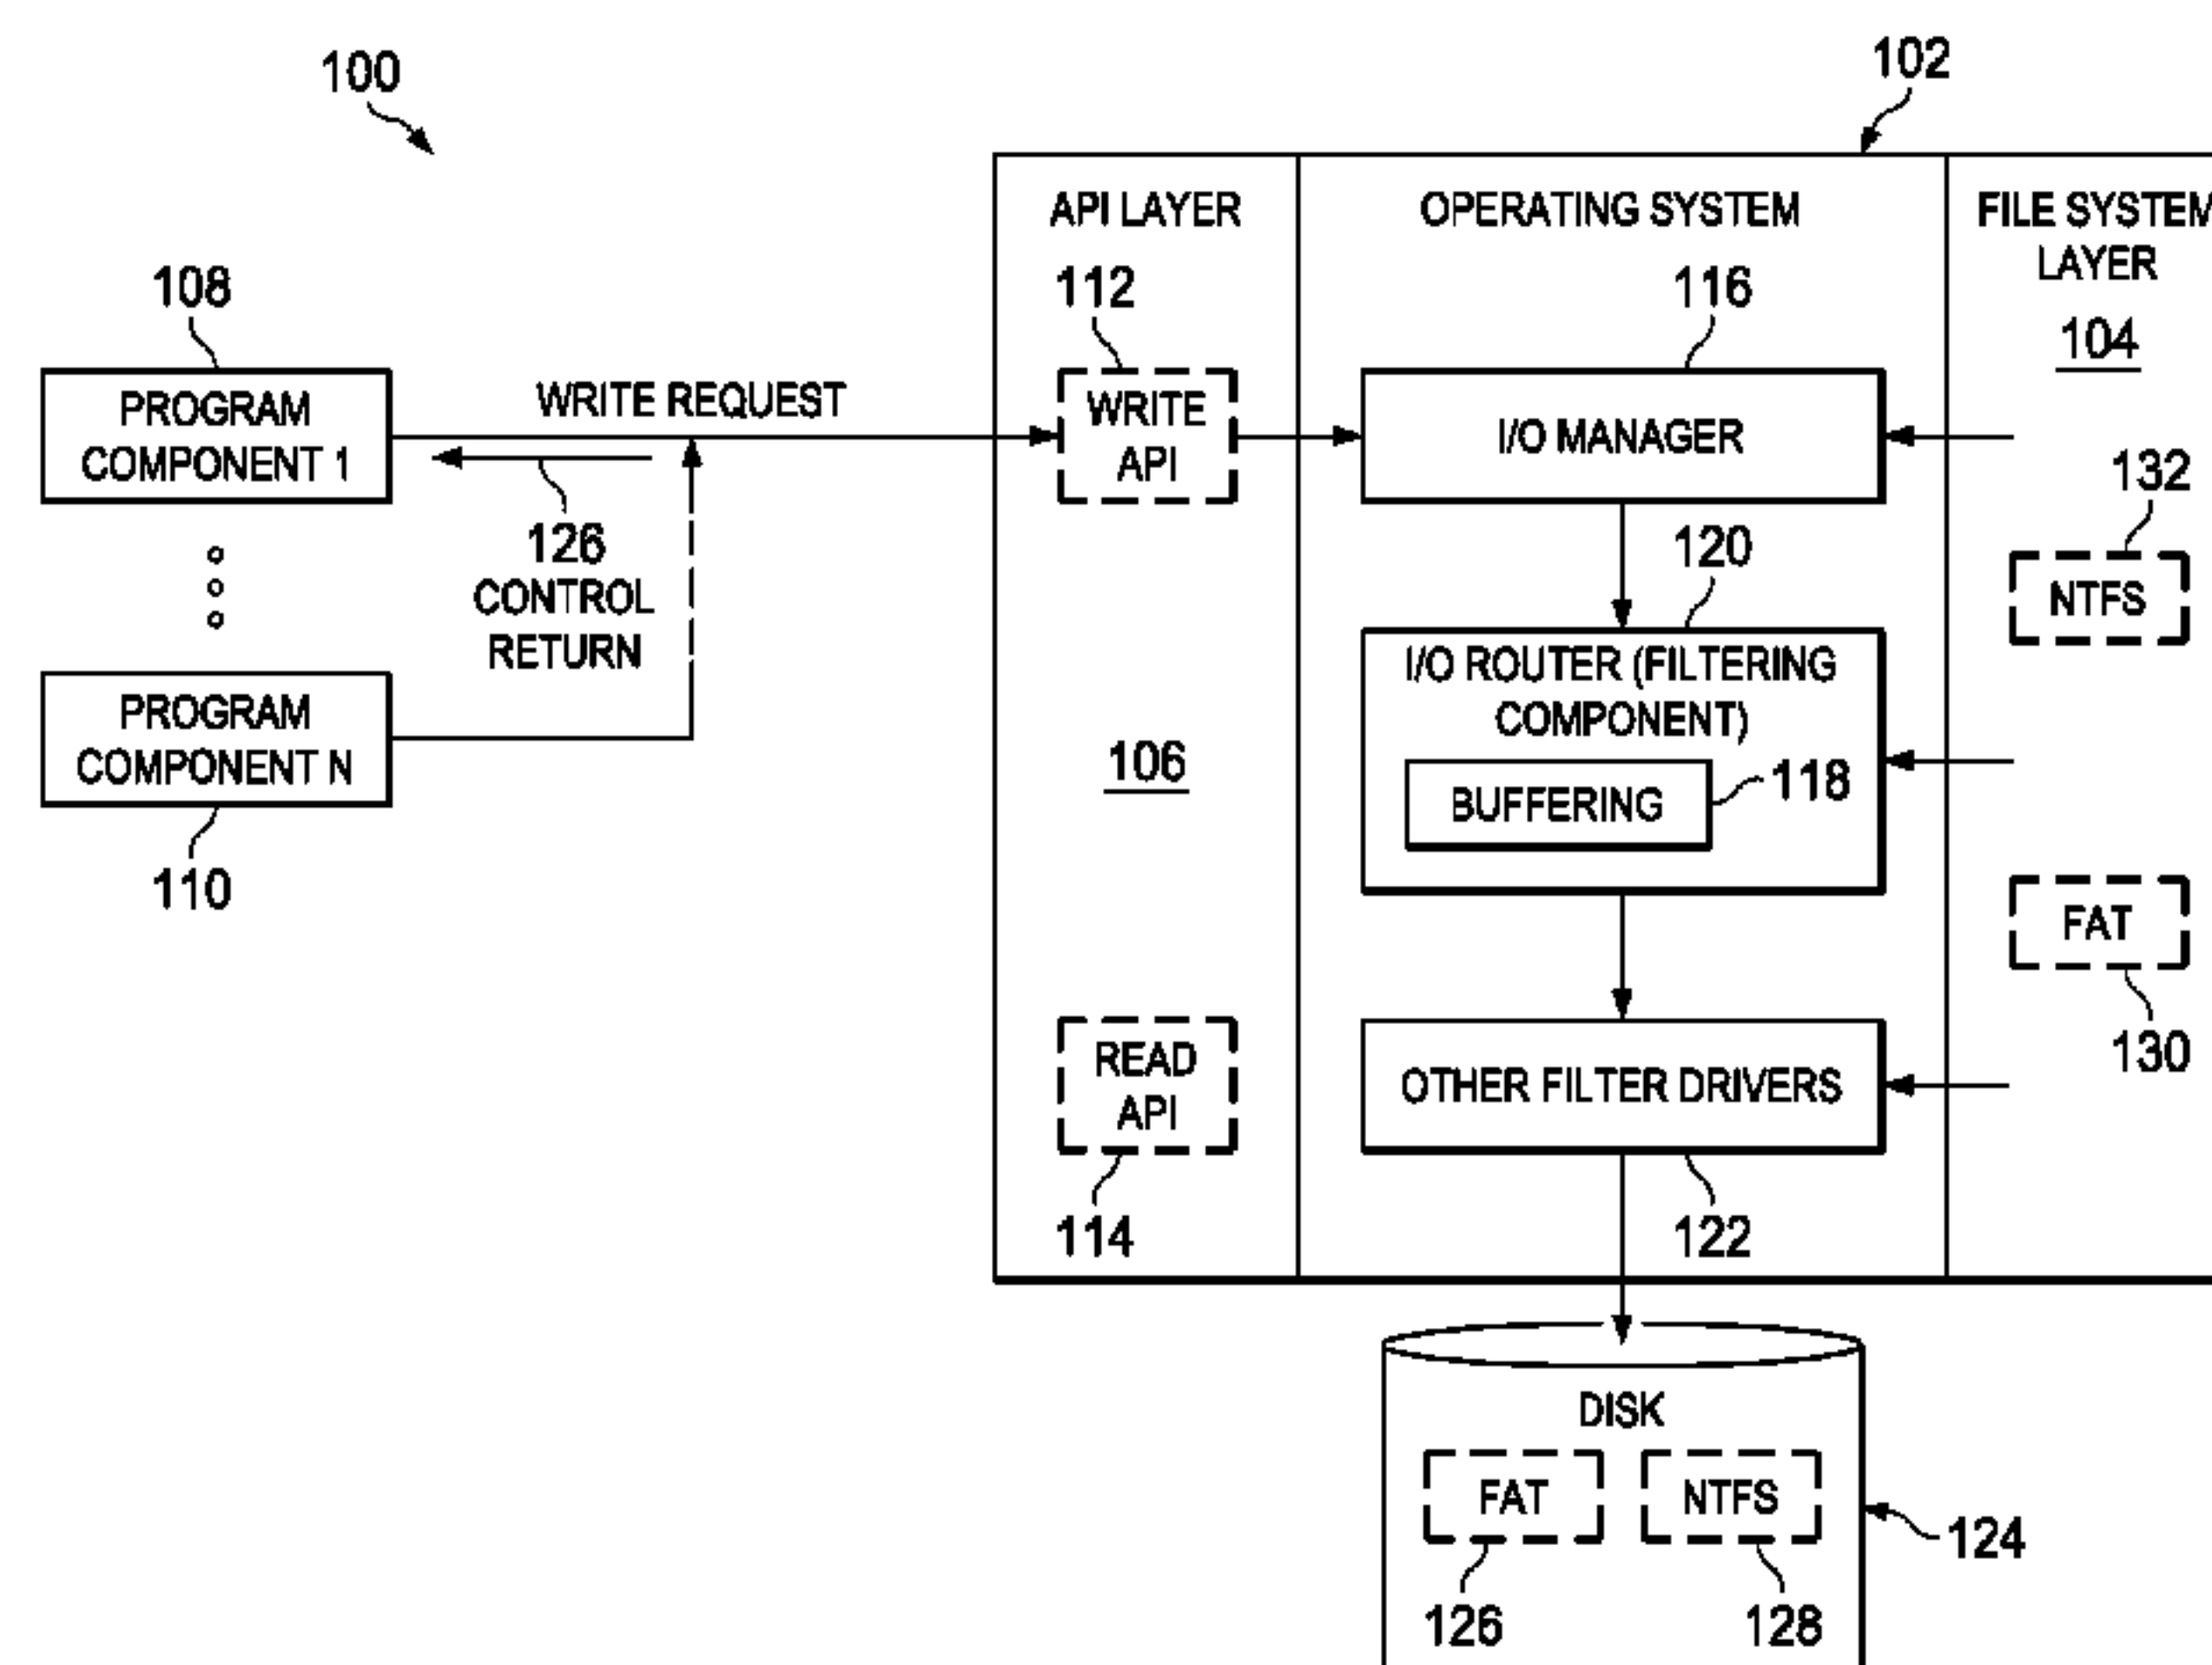 100
102
API LAYER
OPERATING SYSTEM
FILE SYSTEM
LAYER
104
108
112
116
PROGRAM
COMPONENT 1
WRITE REQUEST
WRITE
API
I/O MANAGER
126
CONTROL
RETURN
120
132
NTFS
I/O ROUTER (FILTERING
COMPONENT)
BUFFERING
118
106
PROGRAM
COMPONENT N
110
FAT
130
READ
API
114
OTHER FILTER DRIVERS
122
DISK
FAT
NTFS
124
126
128